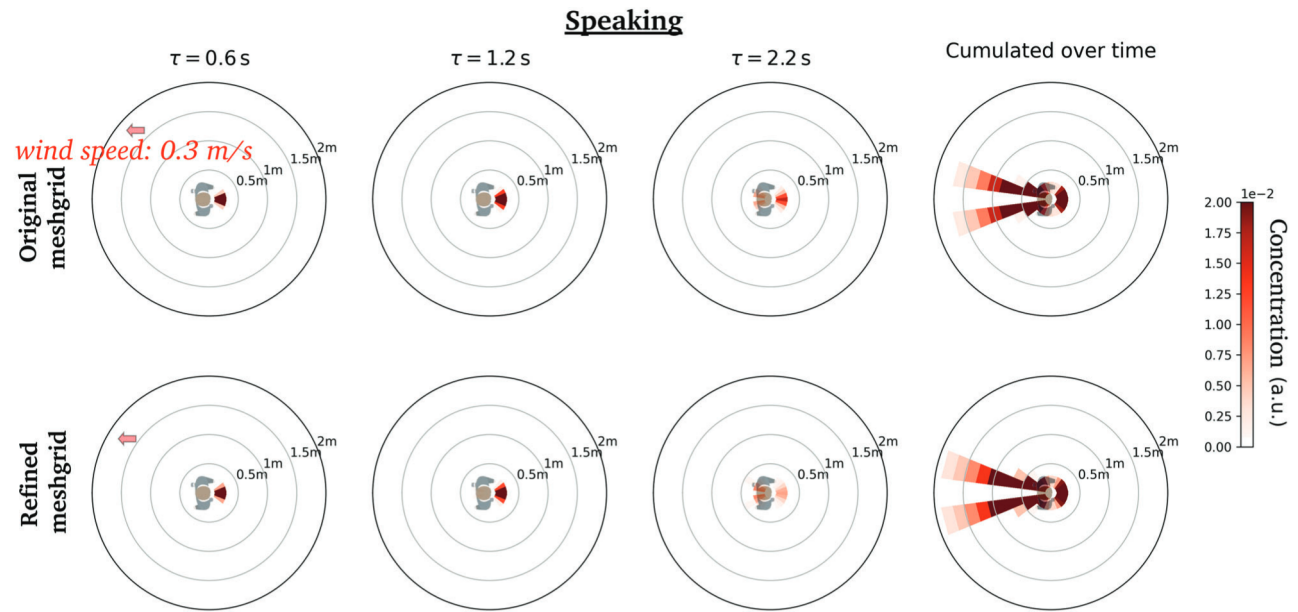 Speaking
τ = 0.6 s
τ = 1.2 s
τ = 2.2 s
Cumulated over time
wind speed: 0.3 m/s
Original
meshgrid
0.5m
1m
1.5m
2m
0.5m
1m
1.5m
2m
0.5m
1m
1.5m
2m
0.5m
1m
1.5m
2m
1e−2
2.00
1.75
1.50
1.25
1.00
0.75
0.50
0.25
0.00
Concentration (a.u.)
Refined
meshgrid
0.5m
1m
1.5m
2m
0.5m
1m
1.5m
2m
0.5m
1m
1.5m
2m
0.5m
1m
1.5m
2m